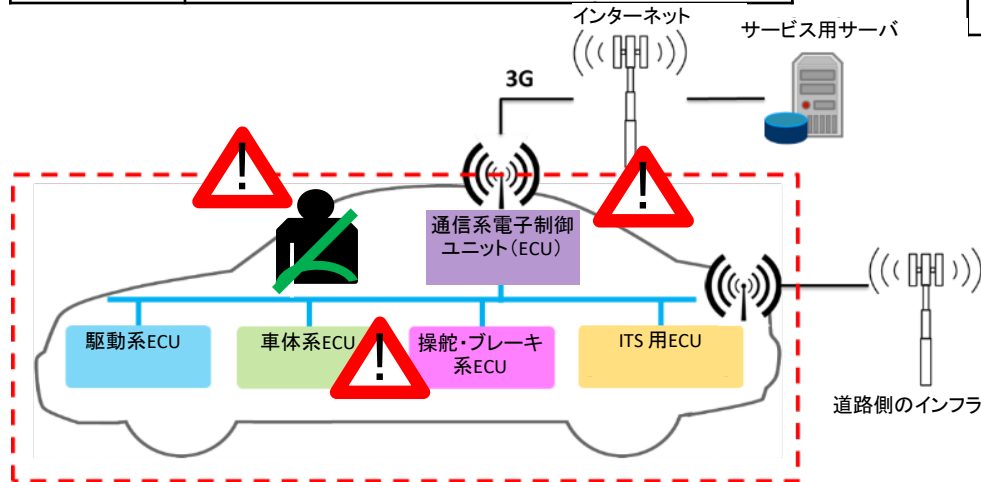 インターネット
サービス用サーバ
3G
!
!
通信系電子制御
ユニット(ECU)
駆動系ECU
車体系ECU
!
操舵・ブレーキ
系ECU
ITS 用ECU
道路側のインフラ